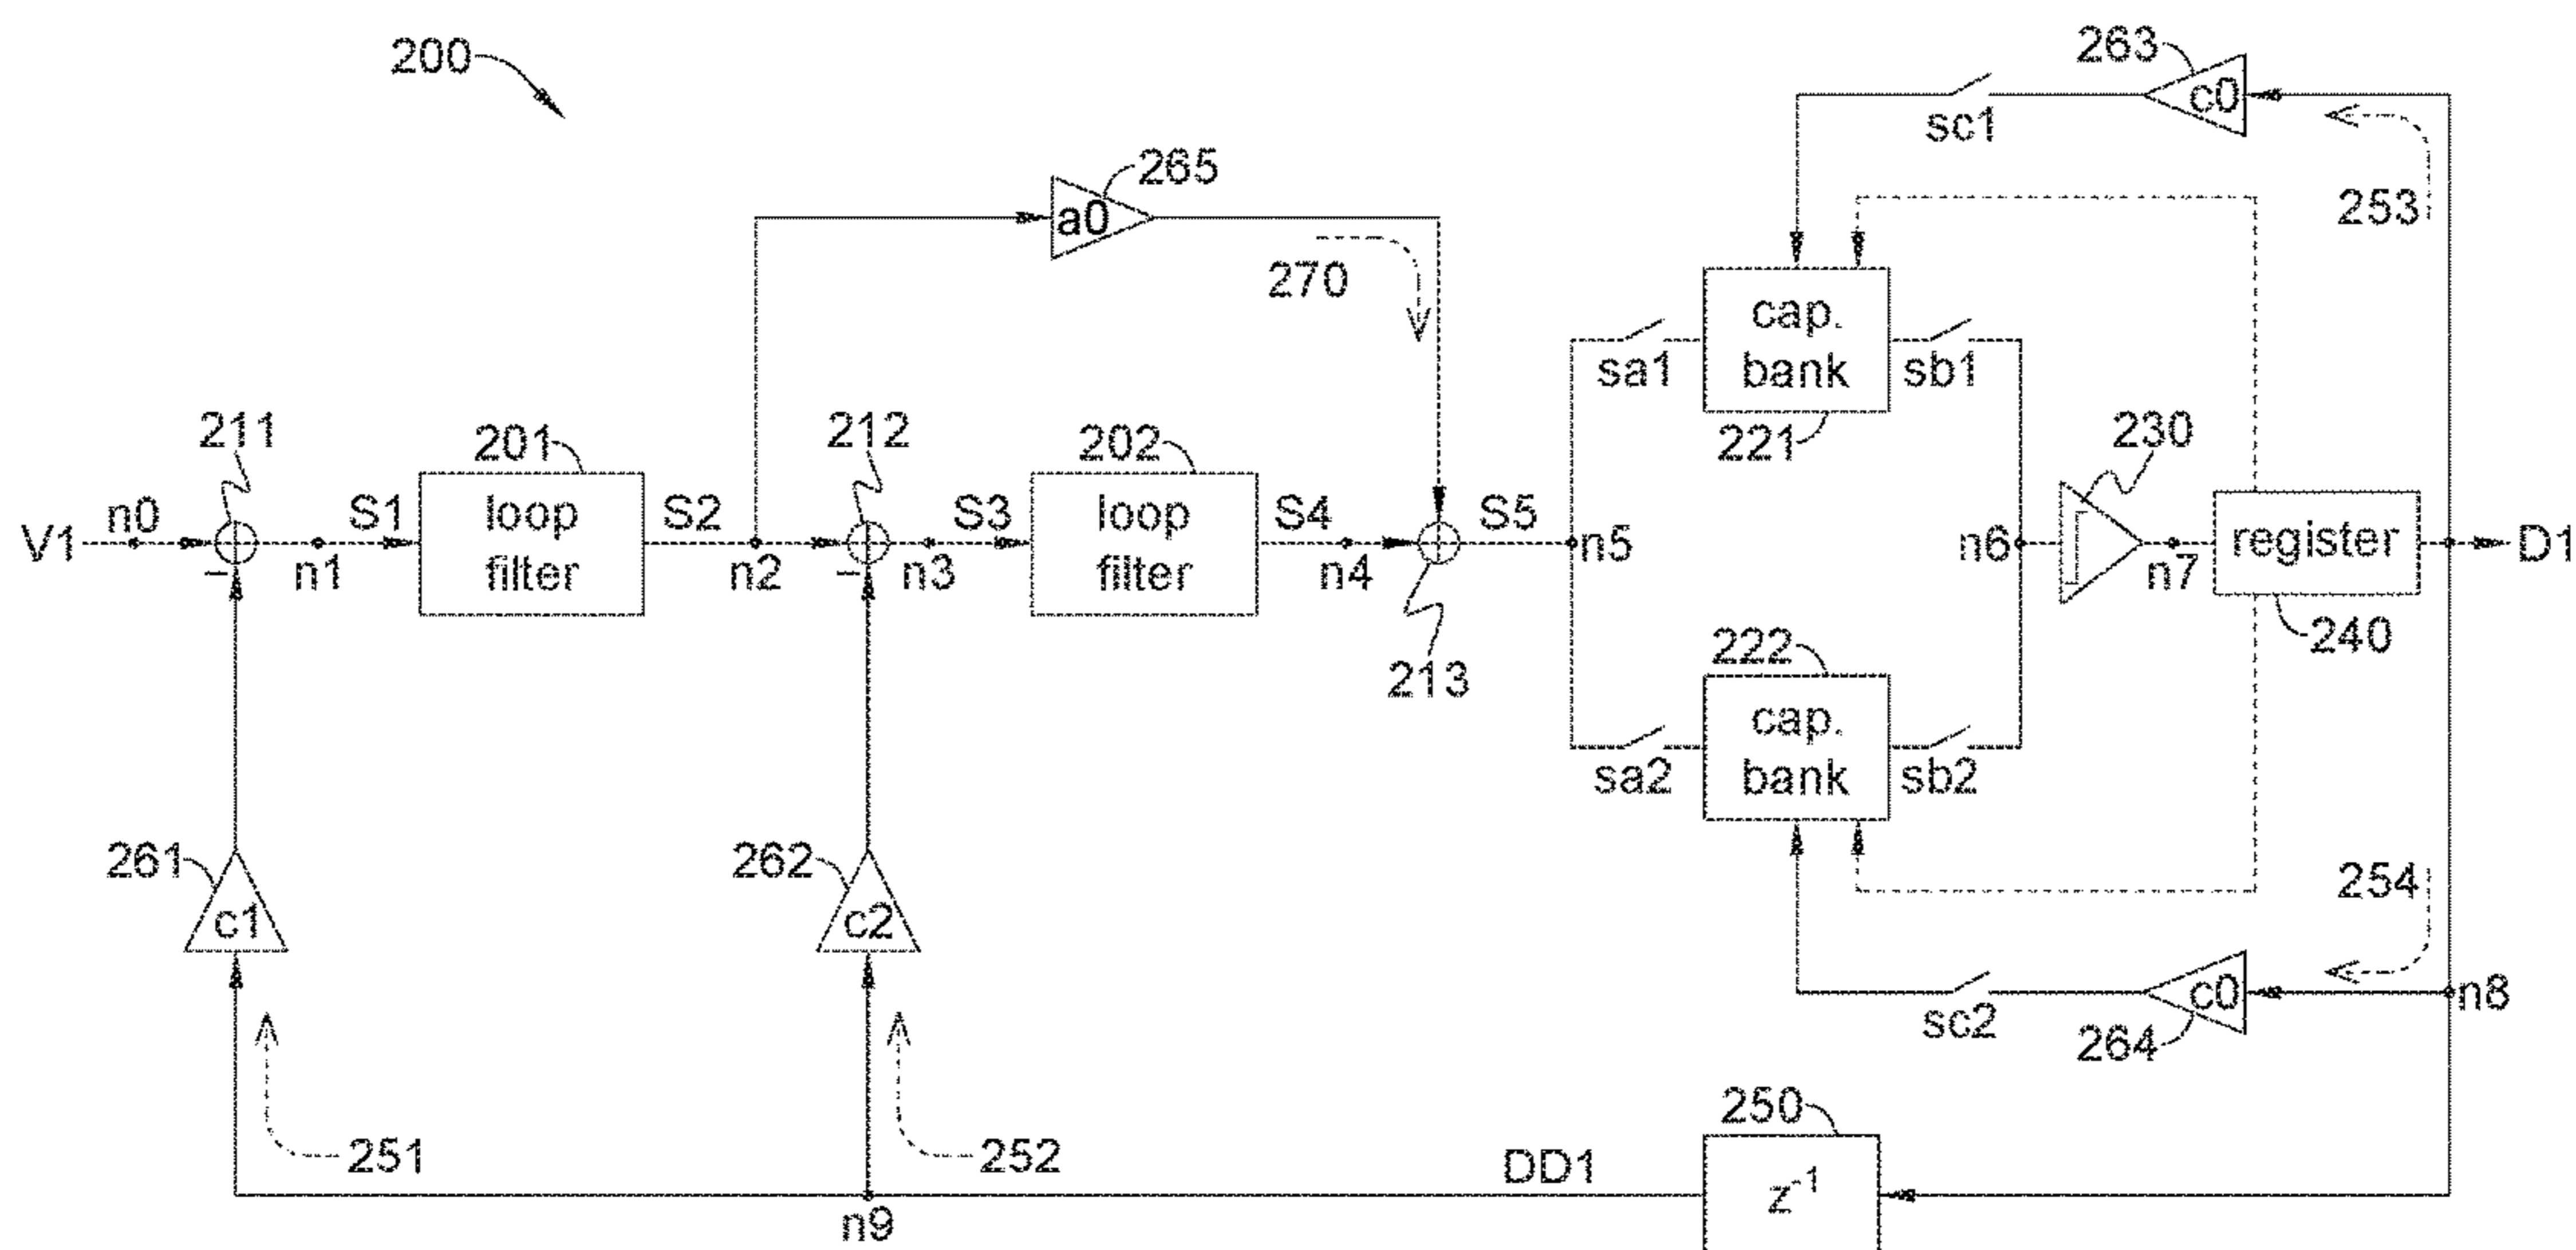 200
263
c0
sc1
253
265
a0
270
cap.
bank
sa1
sb1
221
211
201
212
202
230
V1
n0
n1
S1
loop
filter
S2
n2
n3
S3
loop
filter
S4
n4
S5
n5
n6
n7
register
D1
240
213
222
cap.
bank
sa2
sb2
261
c1
262
c2
254
sc2
c0
264
n8
250
z-1
251
252
DD1
n9